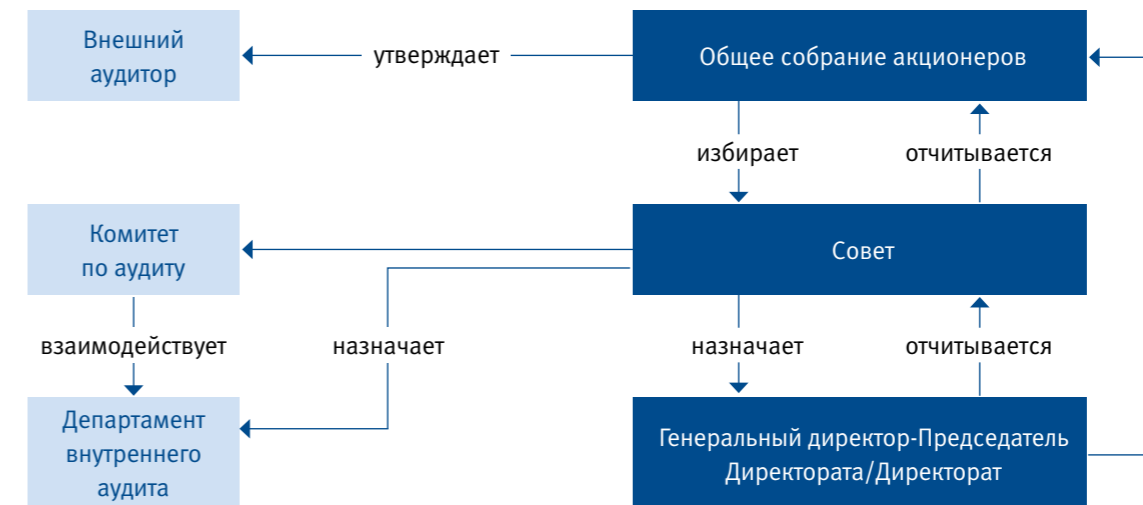 Внешний
аудитор
утверждает
Общее собрание акционеров
избирает
отчитывается
Комитет
по аудиту
Совет
взаимодействует
назначает
назначает
отчитывается
Департамент
внутреннего
аудита
Генеральный директор-Председатель
Директората/Директорат